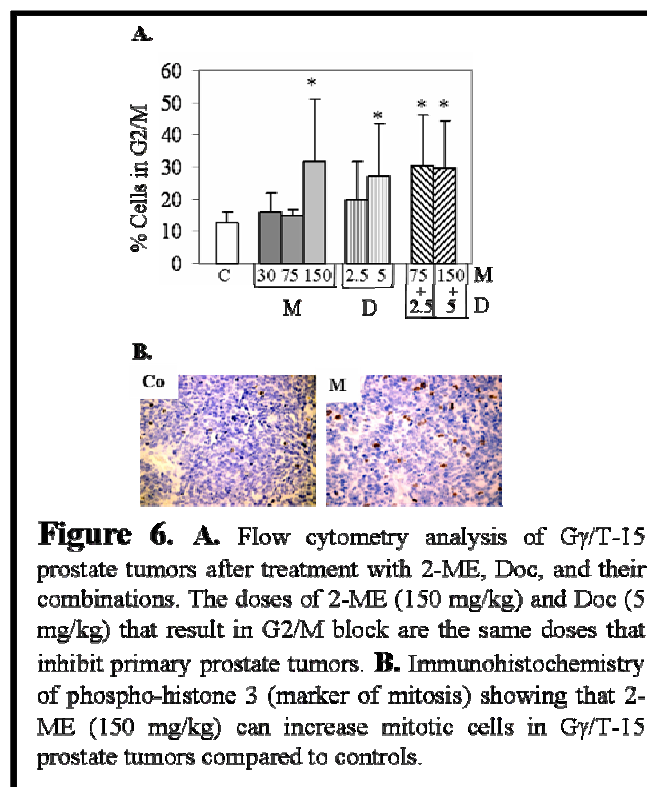 A.
% Cells in G2/M
60
50
40
30
20
10
0
*
*
* *
C 30 75 150 2.5 5 75 150 M
+ +
2.5 5 D
M D
B.
Co M
Figure 6. A. Flow cytometry analysis of Gγ/T-15
prostate tumors after treatment with 2-ME, Doc, and their
combinations. The doses of 2-ME (150 mg/kg) and Doc (5
mg/kg) that result in G2/M block are the same doses that
inhibit primary prostate tumors. B. Immunohistochemistry
of phospho-histone 3 (marker of mitosis) showing that 2-
ME (150 mg/kg) can increase mitotic cells in Gγ/T-15
prostate tumors compared to controls.